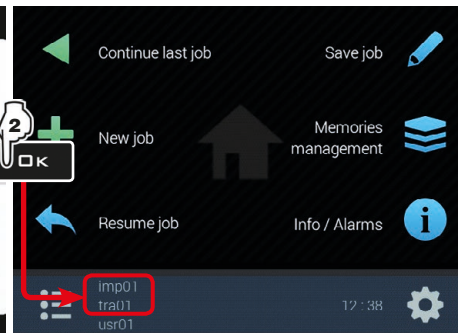 Continue last job
Save job
2
OK
New job
Memories
management
Resume job
Info / Alarms
i
imp01
tra01
usr01
12:38